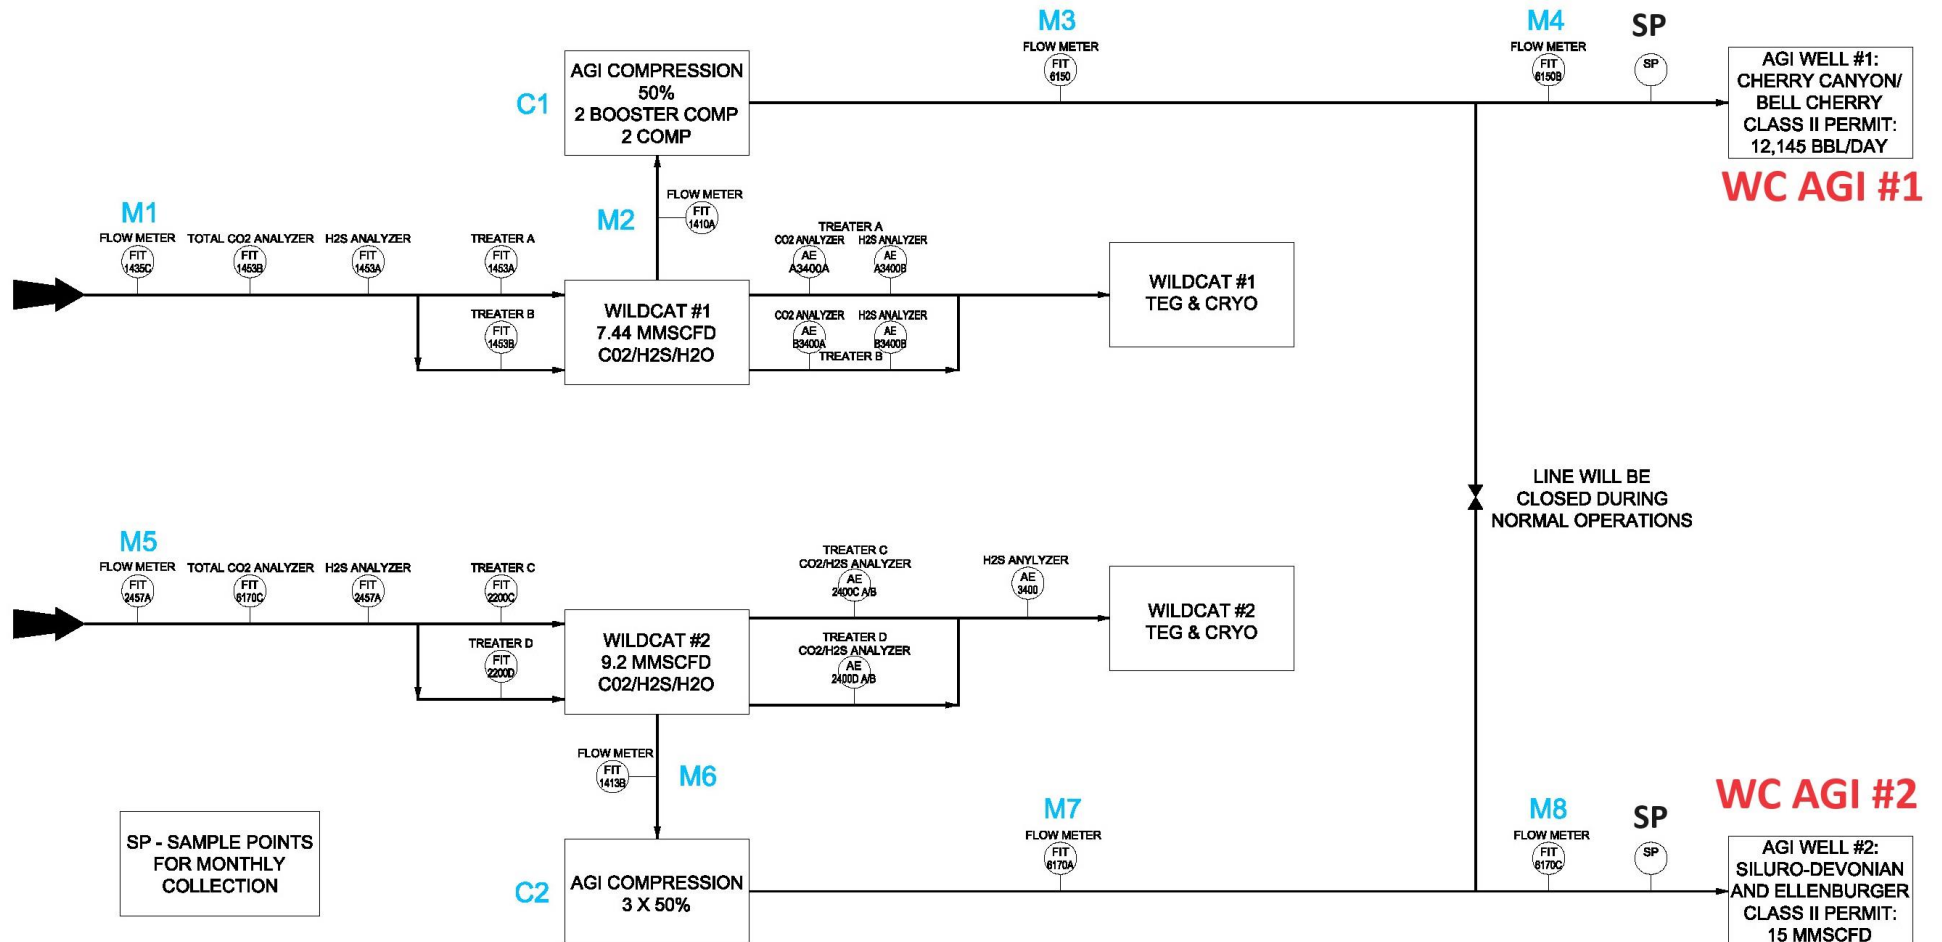 M3
FLOW METER
FIT
6150
M4
FLOW METER
FIT
6150B
SP
SP
AGI COMPRESSION
50%
2 BOOSTER COMP
2 COMP
C1
AGI WELL #1:
CHERRY CANYON/
BELL CHERRY
CLASS II PERMIT:
12,145 BBL/DAY
WC AGI #1
M2
FLOW METER
FIT
1410A
M1
FLOW METER
FIT
1435C
TOTAL CO2 ANALYZER
FIT
1453B
H2S ANALYZER
FIT
1453A
TREATER A
FIT
1453A
TREATER B
FIT
1453B
WILDCAT #1
7.44 MMSCFD
C02/H2S/H2O
TREATER A
CO2 ANALYZER
AE
A3400A
H2S ANALYZER
AE
A3400B
CO2 ANALYZER
AE
B3400A
H2S ANALYZER
AE
B3400B
TREATER B
WILDCAT #1
TEG & CRYO
LINE WILL BE
CLOSED DURING
NORMAL OPERATIONS
M5
FLOW METER
FIT
2457A
TOTAL CO2 ANALYZER
FIT
6170C
H2S ANALYZER
FIT
2457A
TREATER C
FIT
2200C
TREATER D
FIT
2200D
WILDCAT #2
9.2 MMSCFD
C02/H2S/H2O
TREATER C
CO2/H2S ANALYZER
AE
2400C A/B
TREATER D
CO2/H2S ANALYZER
AE
2400D A/B
H2S ANYLYZER
AE
3400
WILDCAT #2
TEG & CRYO
FLOW METER
FIT
1413B
M6
SP - SAMPLE POINTS
FOR MONTHLY
COLLECTION
C2
AGI COMPRESSION
3 X 50%
M7
FLOW METER
FIT
6170A
M8
FLOW METER
FIT
6170C
SP
SP
WC AGI #2
AGI WELL #2:
SILURO-DEVONIAN
AND ELLENBURGER
CLASS II PERMIT:
15 MMSCFD